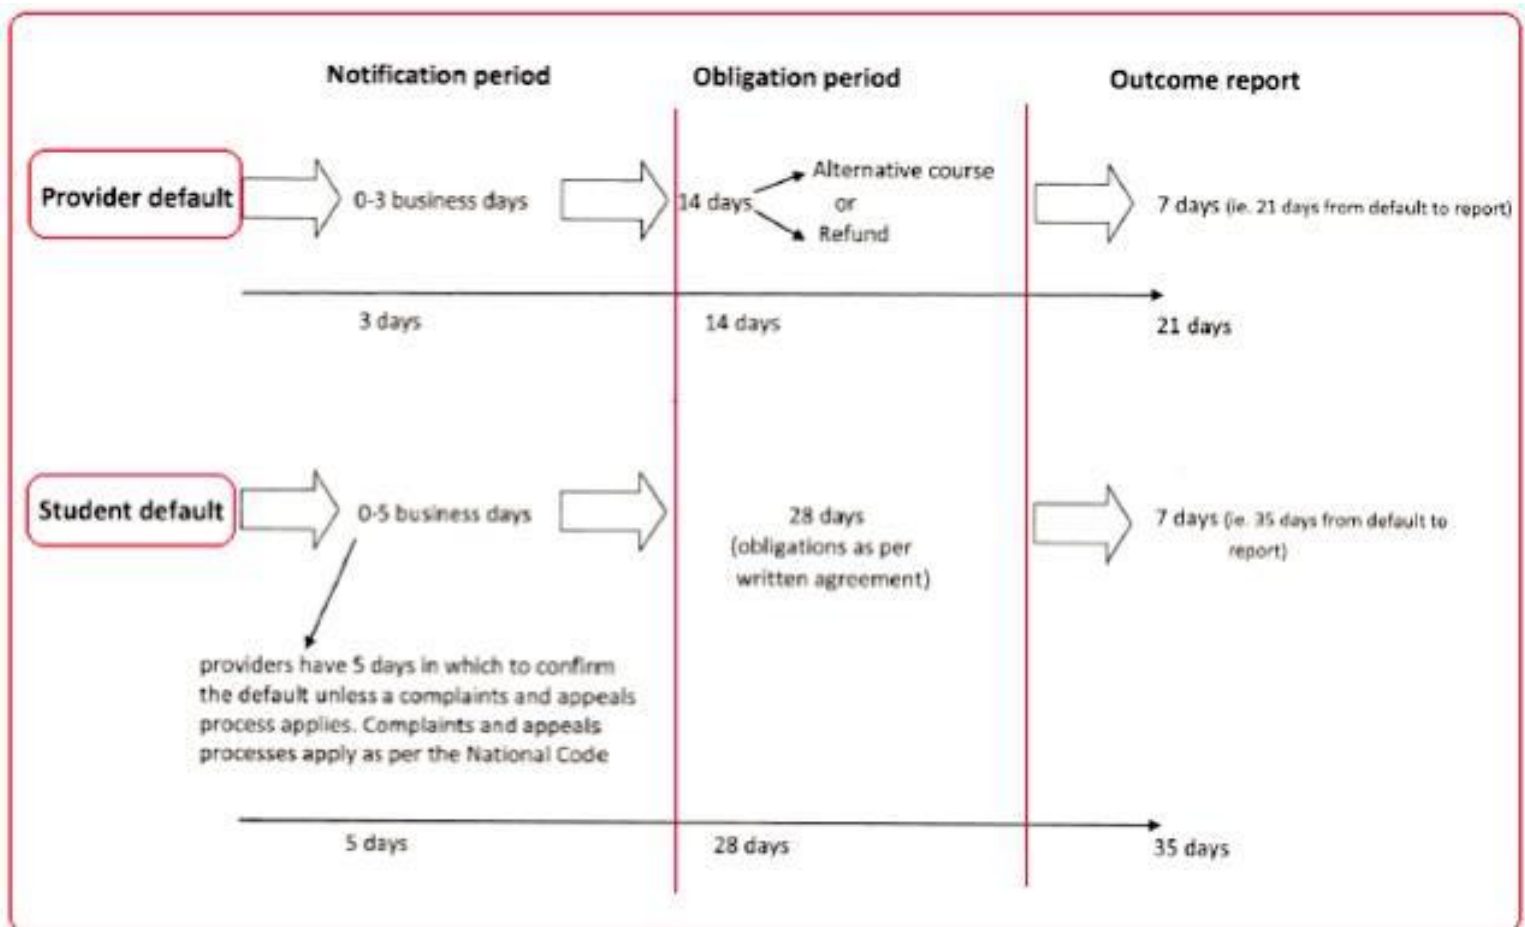 Notification period
Obligation period
Outcome report
Provider default
0-3 business days
14 days
Alternative course
or
Refund
7 days (ie. 21 days from default to report)
3 days
14 days
21 days
Student default
0-5 business days
28 days
(obligations as per
written agreement)
7 days (ie. 35 days from default to
report)
providers have 5 days in which to confirm
the default unless a complaints and appeals
process applies. Complaints and appeals
processes apply as per the National Code
5 days
28 days
35 days